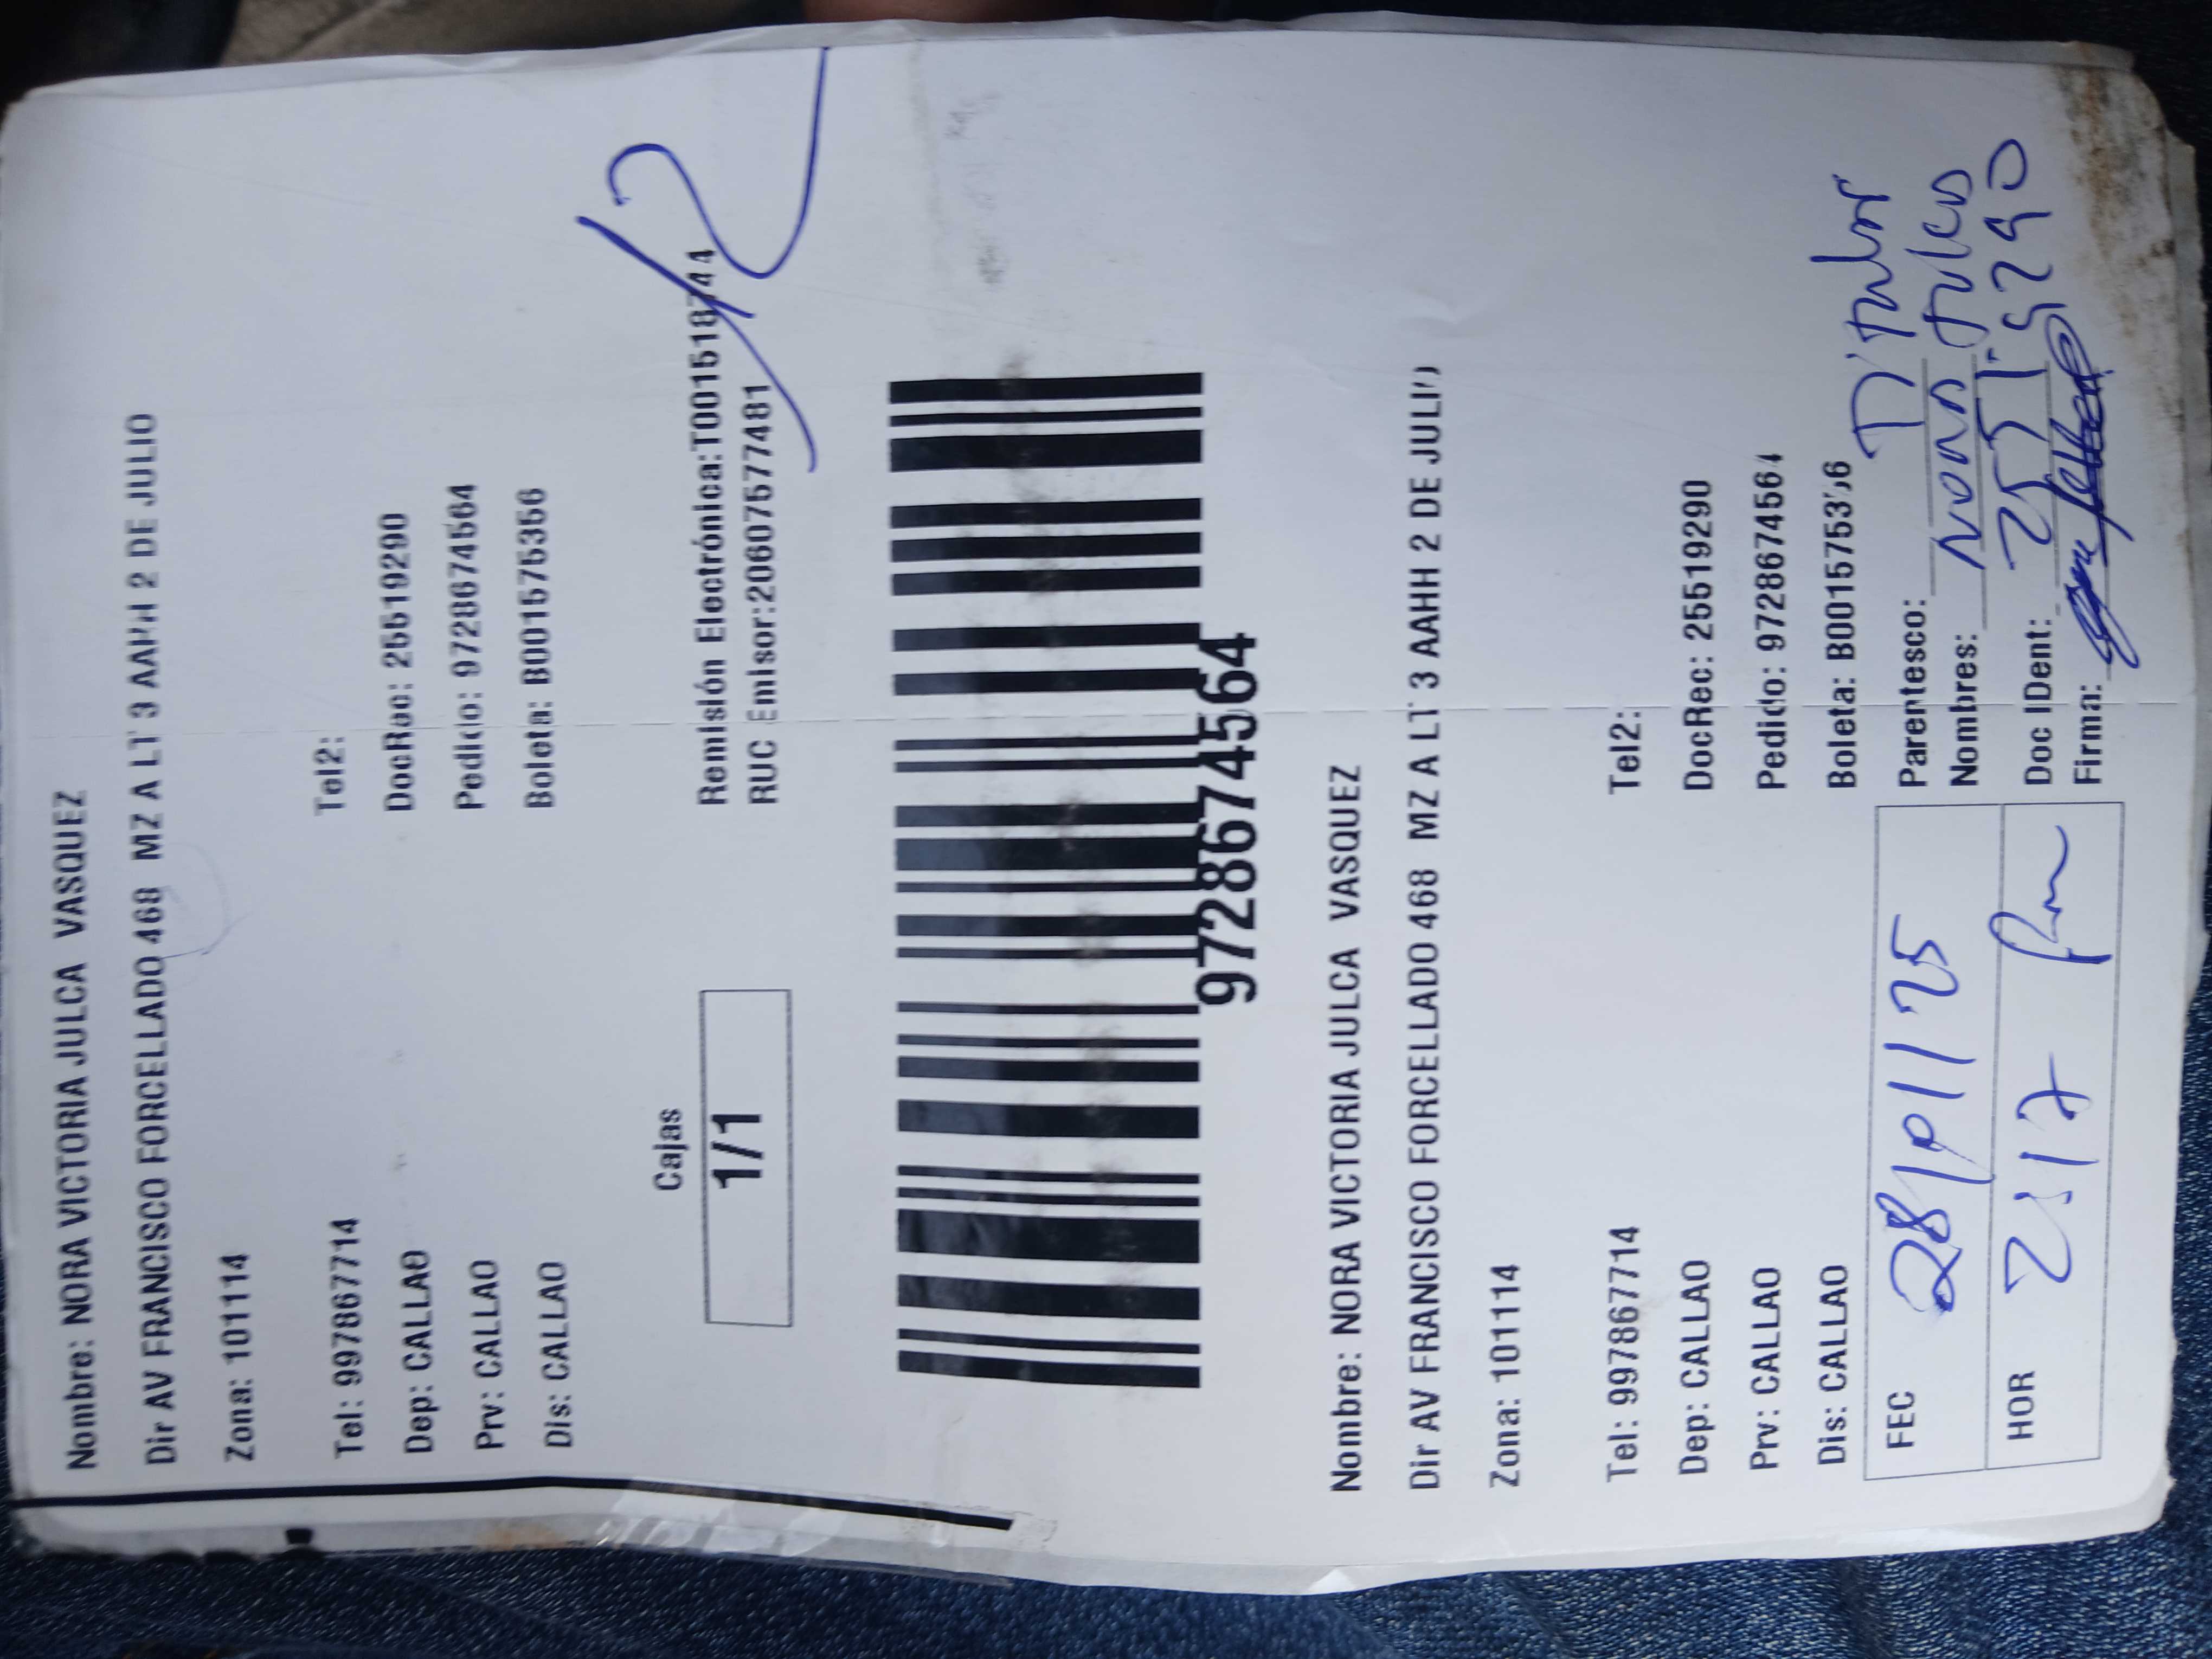 Nombre: NORA VICTORIA JULCA VASQUEZ
Dir AV FRANCISCO FORCELLADO 468 MZ A LT 3 AAHH 2 DE JULIO
Zona: 101114
Tel: 997867714 Tel2:
Dep: CALLAO DocRec: 25519290
Prv: CALLAO Pedido: 9728674564
Dis: CALLAO Boleta: B001575356
Cajas
1/1
/2
Remisión Electrónica:T001518744
RUC Emisor:20607577481
9728674564
Nombre: NORA VICTORIA JULCA VASQUEZ
Dir AV FRANCISCO FORCELLADO 468 MZ A LT 3 AAHH 2 DE JULIO
Zona: 101114
Tel: 997867714 Tel2:
Dep: CALLAO DocRec: 25519290
Prv: CALLAO Pedido: 9728674564
Dis: CALLAO Boleta: B001575356
FEC 28/01/25
HOR 2:17 Pm
Parentesco: Titular
Nombres: Nora Julca
Doc IDent: 25519290
Firma: